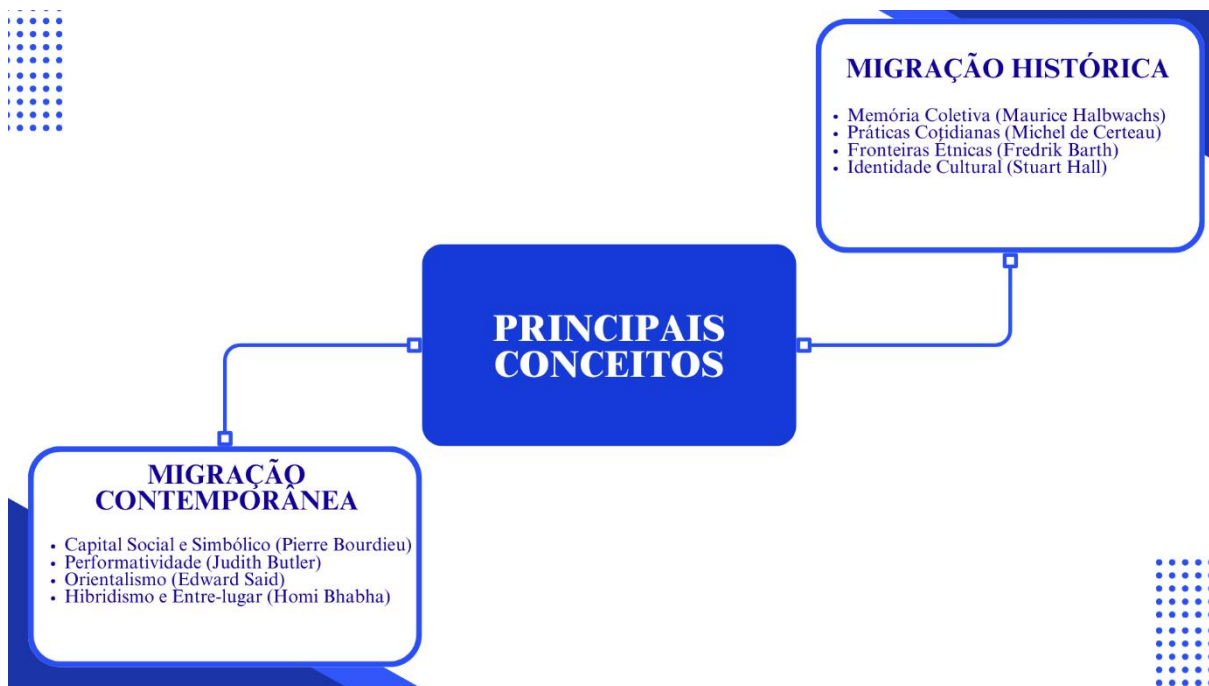 MIGRAÇÃO HISTÓRICA
• Memória Coletiva (Maurice Halbwachs)
• Práticas Cotidianas (Michel de Certeau)
• Fronteiras Étnicas (Fredrik Barth)
• Identidade Cultural (Stuart Hall)
PRINCIPAIS
CONCEITOS
MIGRAÇÃO
CONTEMPORÂNEA
• Capital Social e Simbólico (Pierre Bourdieu)
• Performatividade (Judith Butler)
• Orientalismo (Edward Said)
• Hibridismo e Entre-lugar (Homi Bhabha)